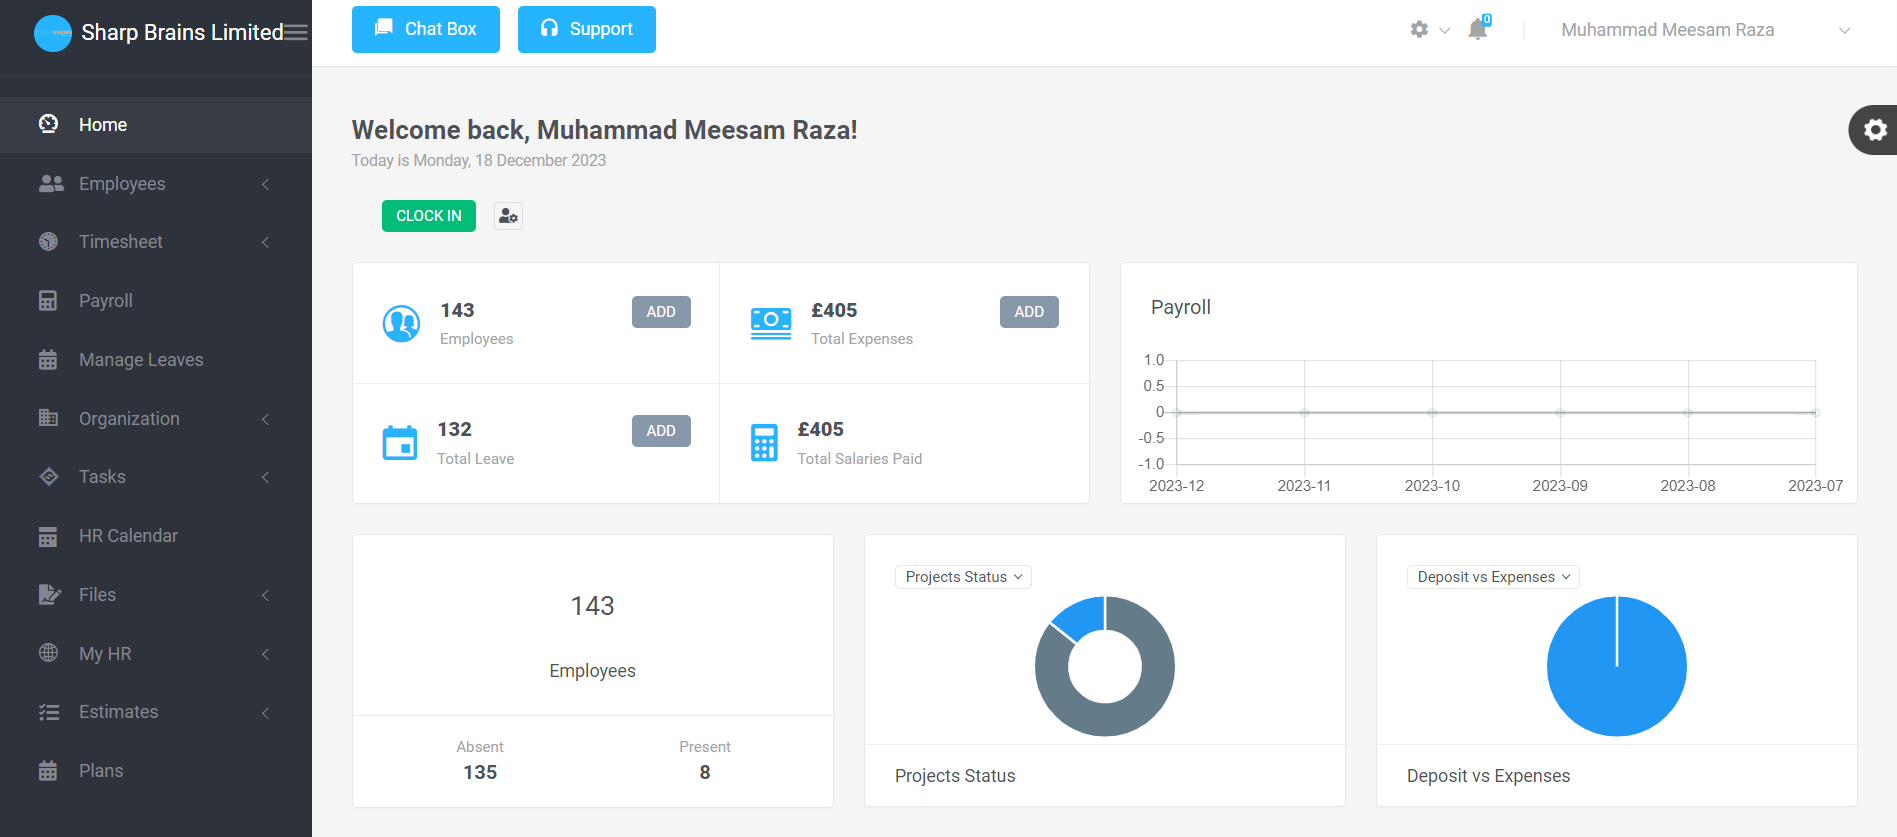 Sharp Brains Limited
Chat Box
Support
0
Muhammad Meesam Raza
Home
Employees
Timesheet
Payroll
Manage Leaves
Organization
Tasks
HR Calendar
Files
My HR
Estimates
Plans
Welcome back, Muhammad Meesam Raza!
Today is Monday, 18 December 2023
CLOCK IN
143
Employees
ADD
£405
Total Expenses
ADD
132
Total Leave
ADD
£405
Total Salaries Paid
Payroll
1.0
0.5
0
-0.5
-1.0
2023-12 2023-11 2023-10 2023-09 2023-08 2023-07
143
Employees
Absent
135
Present
8
Projects Status
Projects Status
Deposit vs Expenses
Deposit vs Expenses